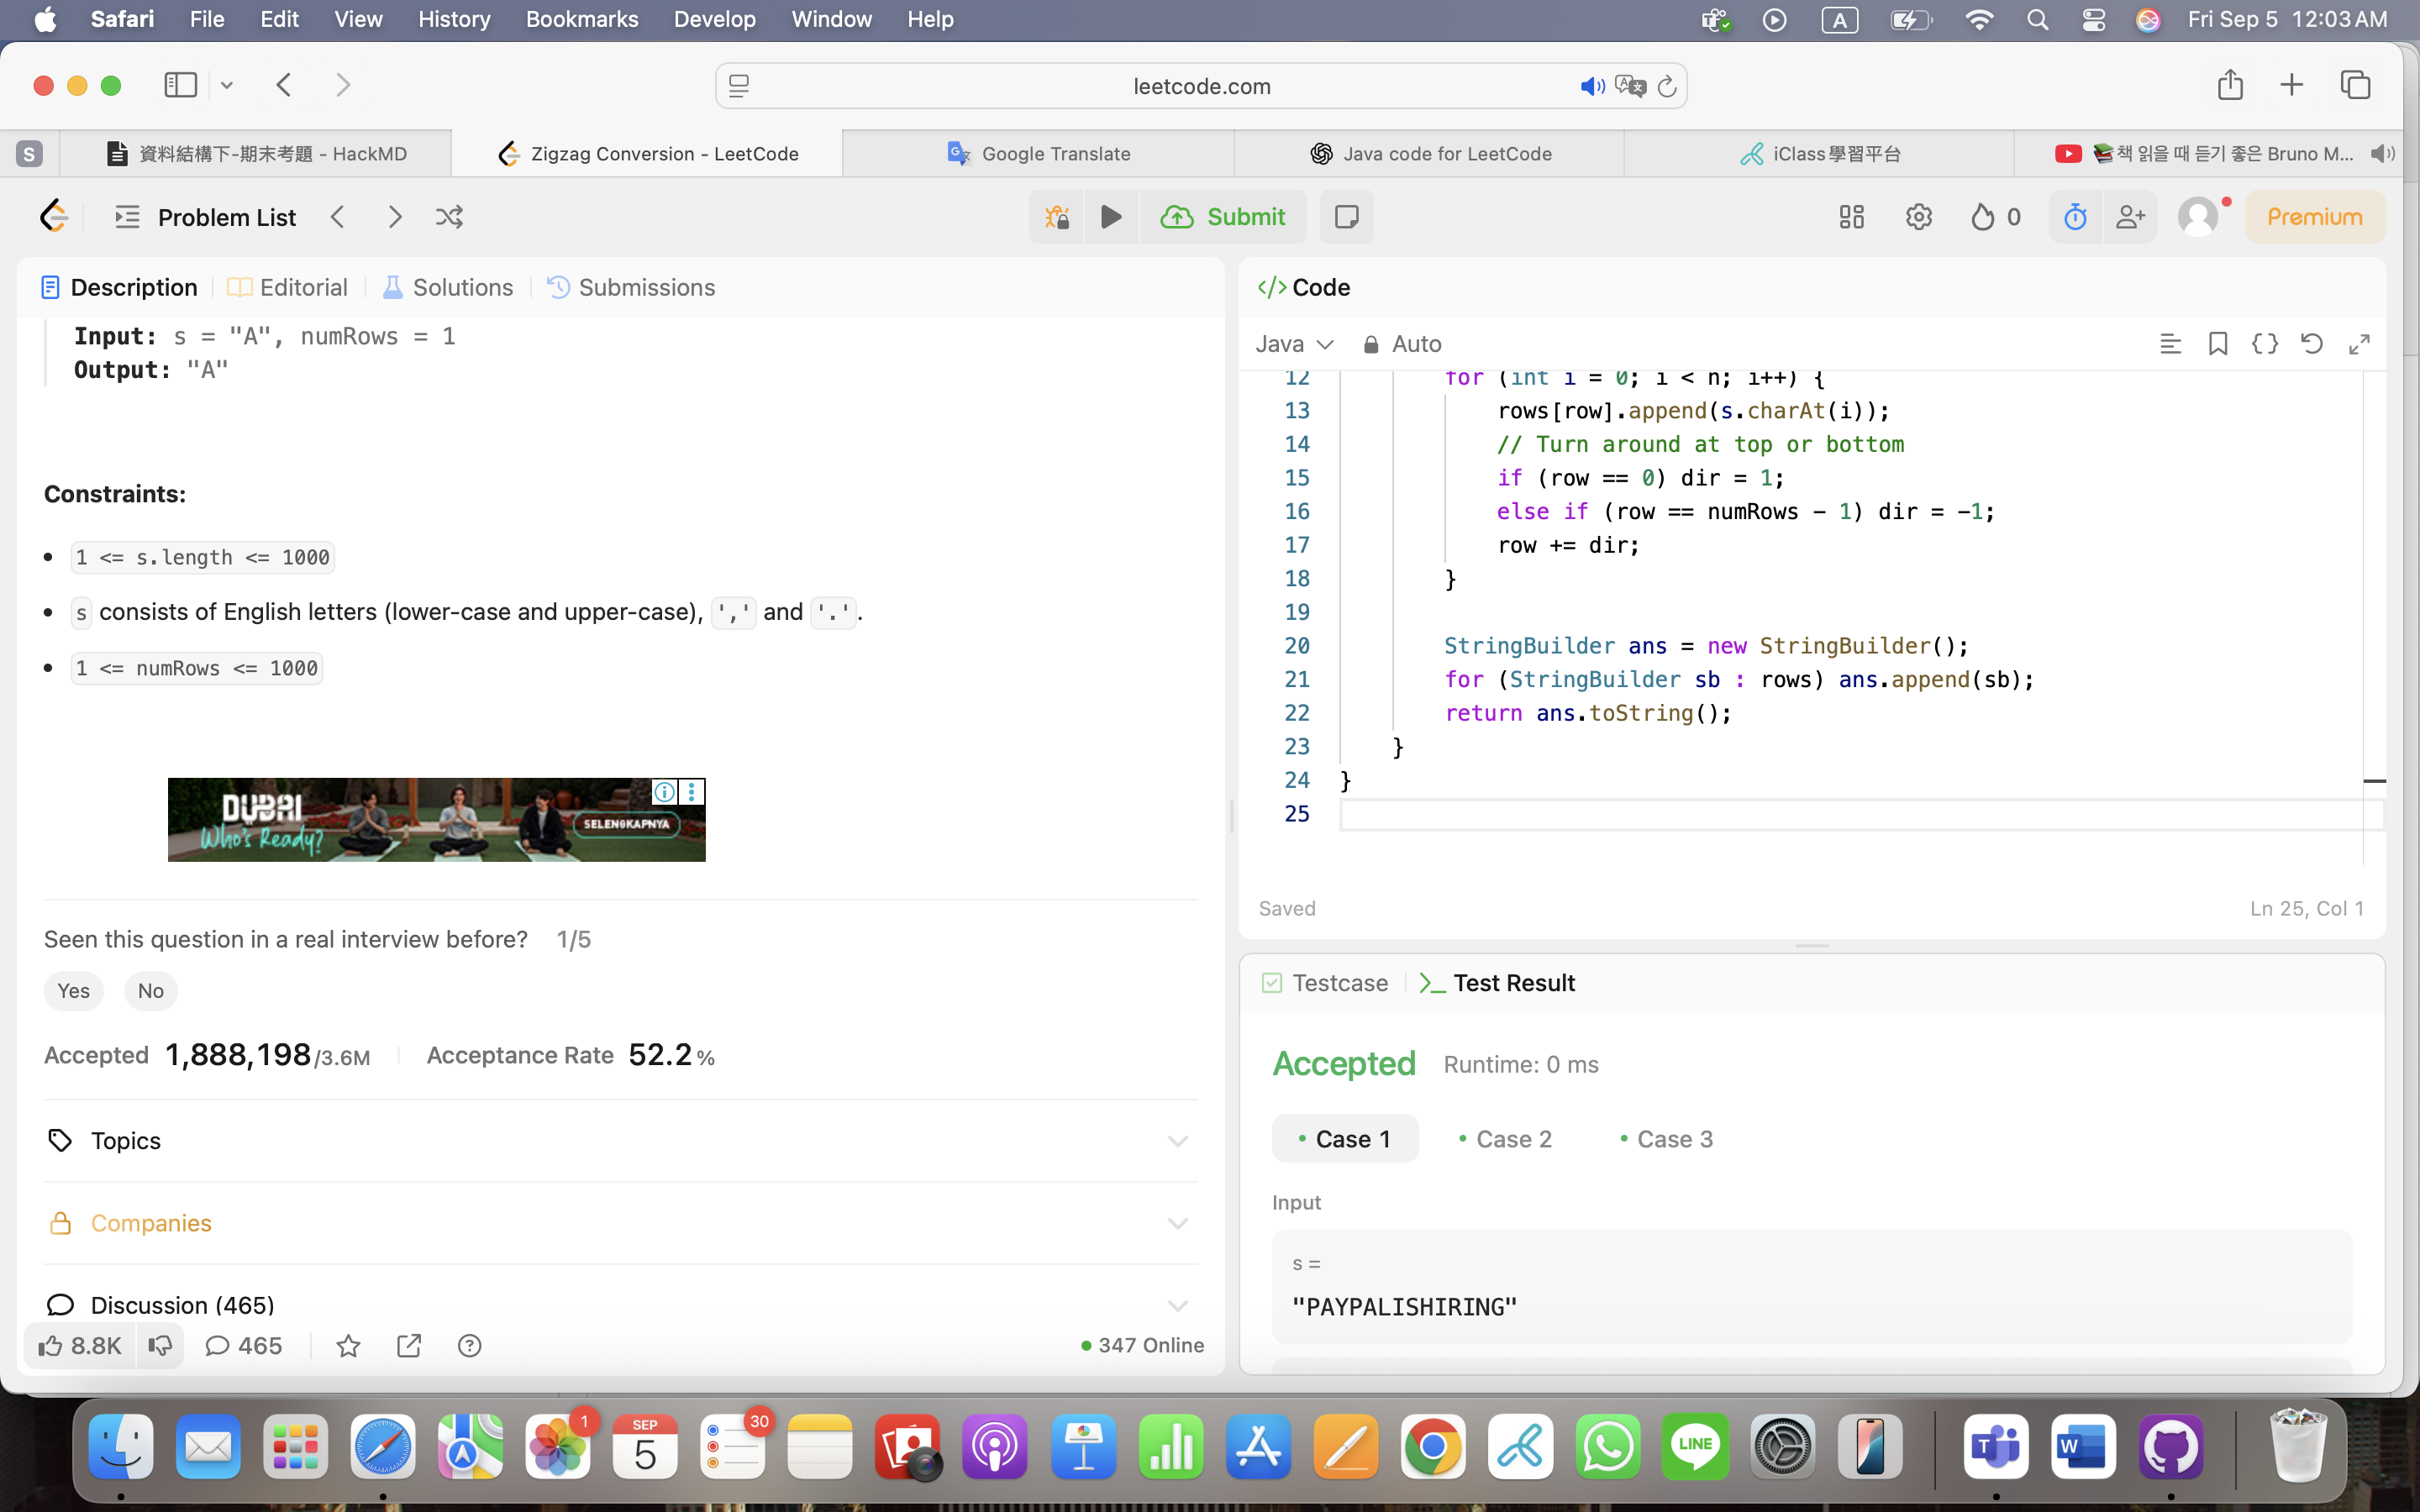 Safari File Edit View History Bookmarks Develop Window Help A Fri Sep 5 12:03 AM
leetcode.com
S 資料結構下-期末考題 - HackMD Zigzag Conversion - LeetCode Google Translate Java code for LeetCode iClass學習平台 📚책 읽을 때 듣기 좋은 Bruno M...
Problem List Submit 0 Premium
Description Editorial Solutions Submissions
Input: s = "A", numRows = 1
Output: "A"
Constraints:
• 1 <= s.length <= 1000
• s consists of English letters (lower-case and upper-case), ',' and '.'.
• 1 <= numRows <= 1000
DUBAI
Who's Ready?
SELENGKAPNYA
Seen this question in a real interview before? 1/5
Yes No
Accepted 1,888,198/3.6M Acceptance Rate 52.2%
Topics
Companies
Discussion (465)
8.8K 465 347 Online
</> Code
Java Auto
12 for (int i = 0; i < n; i++) {
13 rows[row].append(s.charAt(i));
14 // Turn around at top or bottom
15 if (row == 0) dir = 1;
16 else if (row == numRows - 1) dir = -1;
17 row += dir;
18 }
19
20 StringBuilder ans = new StringBuilder();
21 for (StringBuilder sb : rows) ans.append(sb);
22 return ans.toString();
23 }
24 }
25
Saved Ln 25, Col 1
Testcase >_ Test Result
Accepted Runtime: 0 ms
• Case 1 • Case 2 • Case 3
Input
s =
"PAYPALISHIRING"
1 SEP 5 30 LINE T W